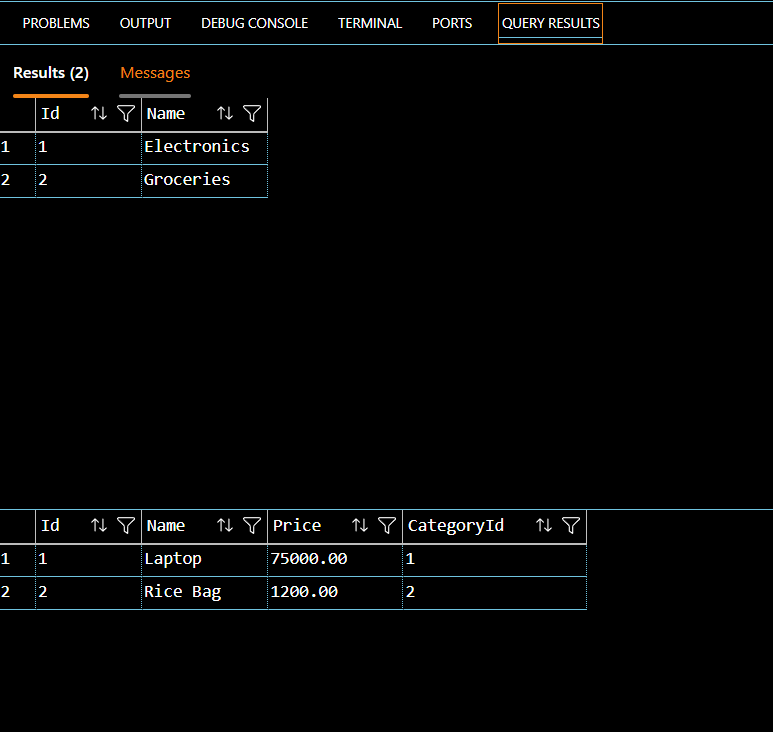 PROBLEMS OUTPUT DEBUG CONSOLE TERMINAL PORTS QUERY RESULTS
Results (2) Messages
Id Name
1 1 Electronics
2 2 Groceries
Id Name Price CategoryId
1 1 Laptop 75000.00 1
2 2 Rice Bag 1200.00 2